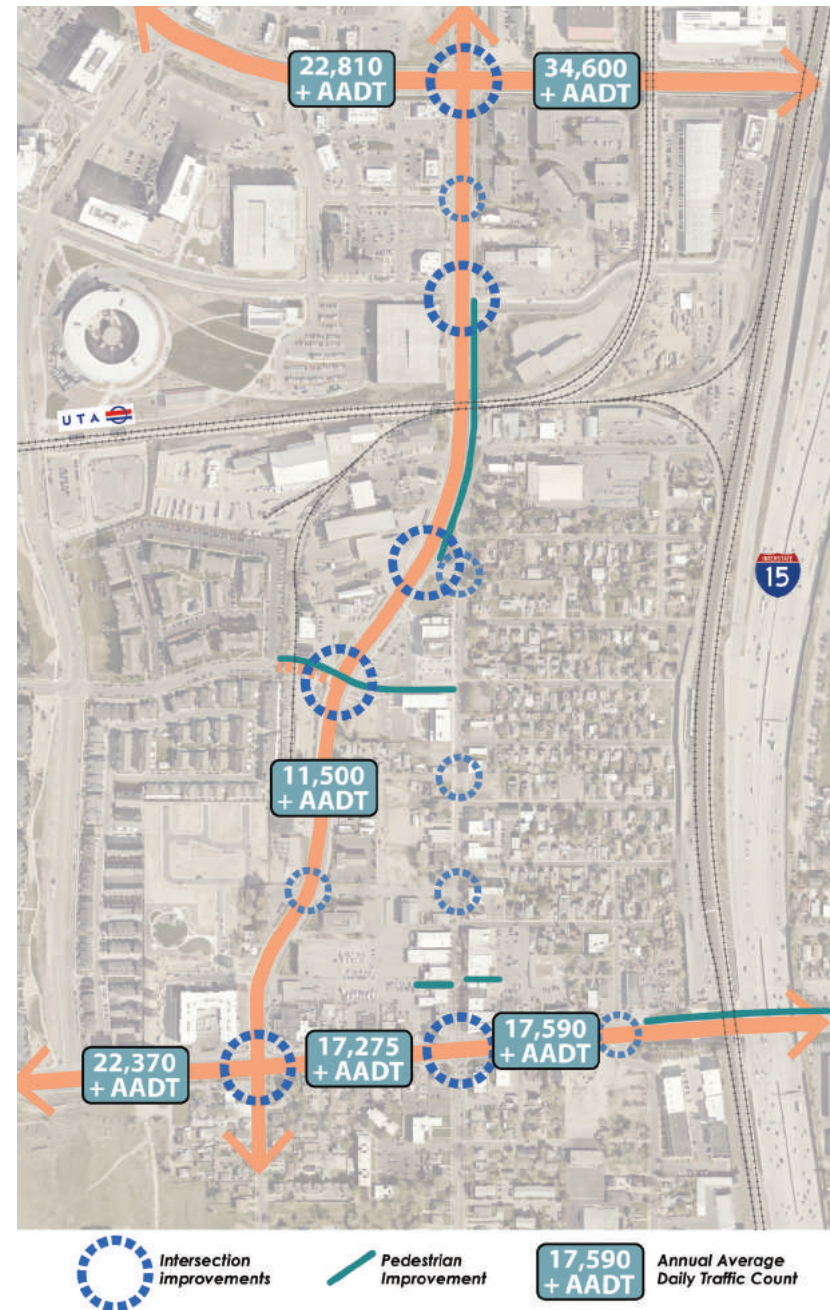 22,810
+ AADT
34,600
+ AADT
UTA
INTERSTATE
15
11,500
+ AADT
22,370
+ AADT
17,275
+ AADT
17,590
+ AADT
Intersection
improvements
Pedestrian
Improvement
17,590
+ AADT
Annual Average
Daily Traffic Count